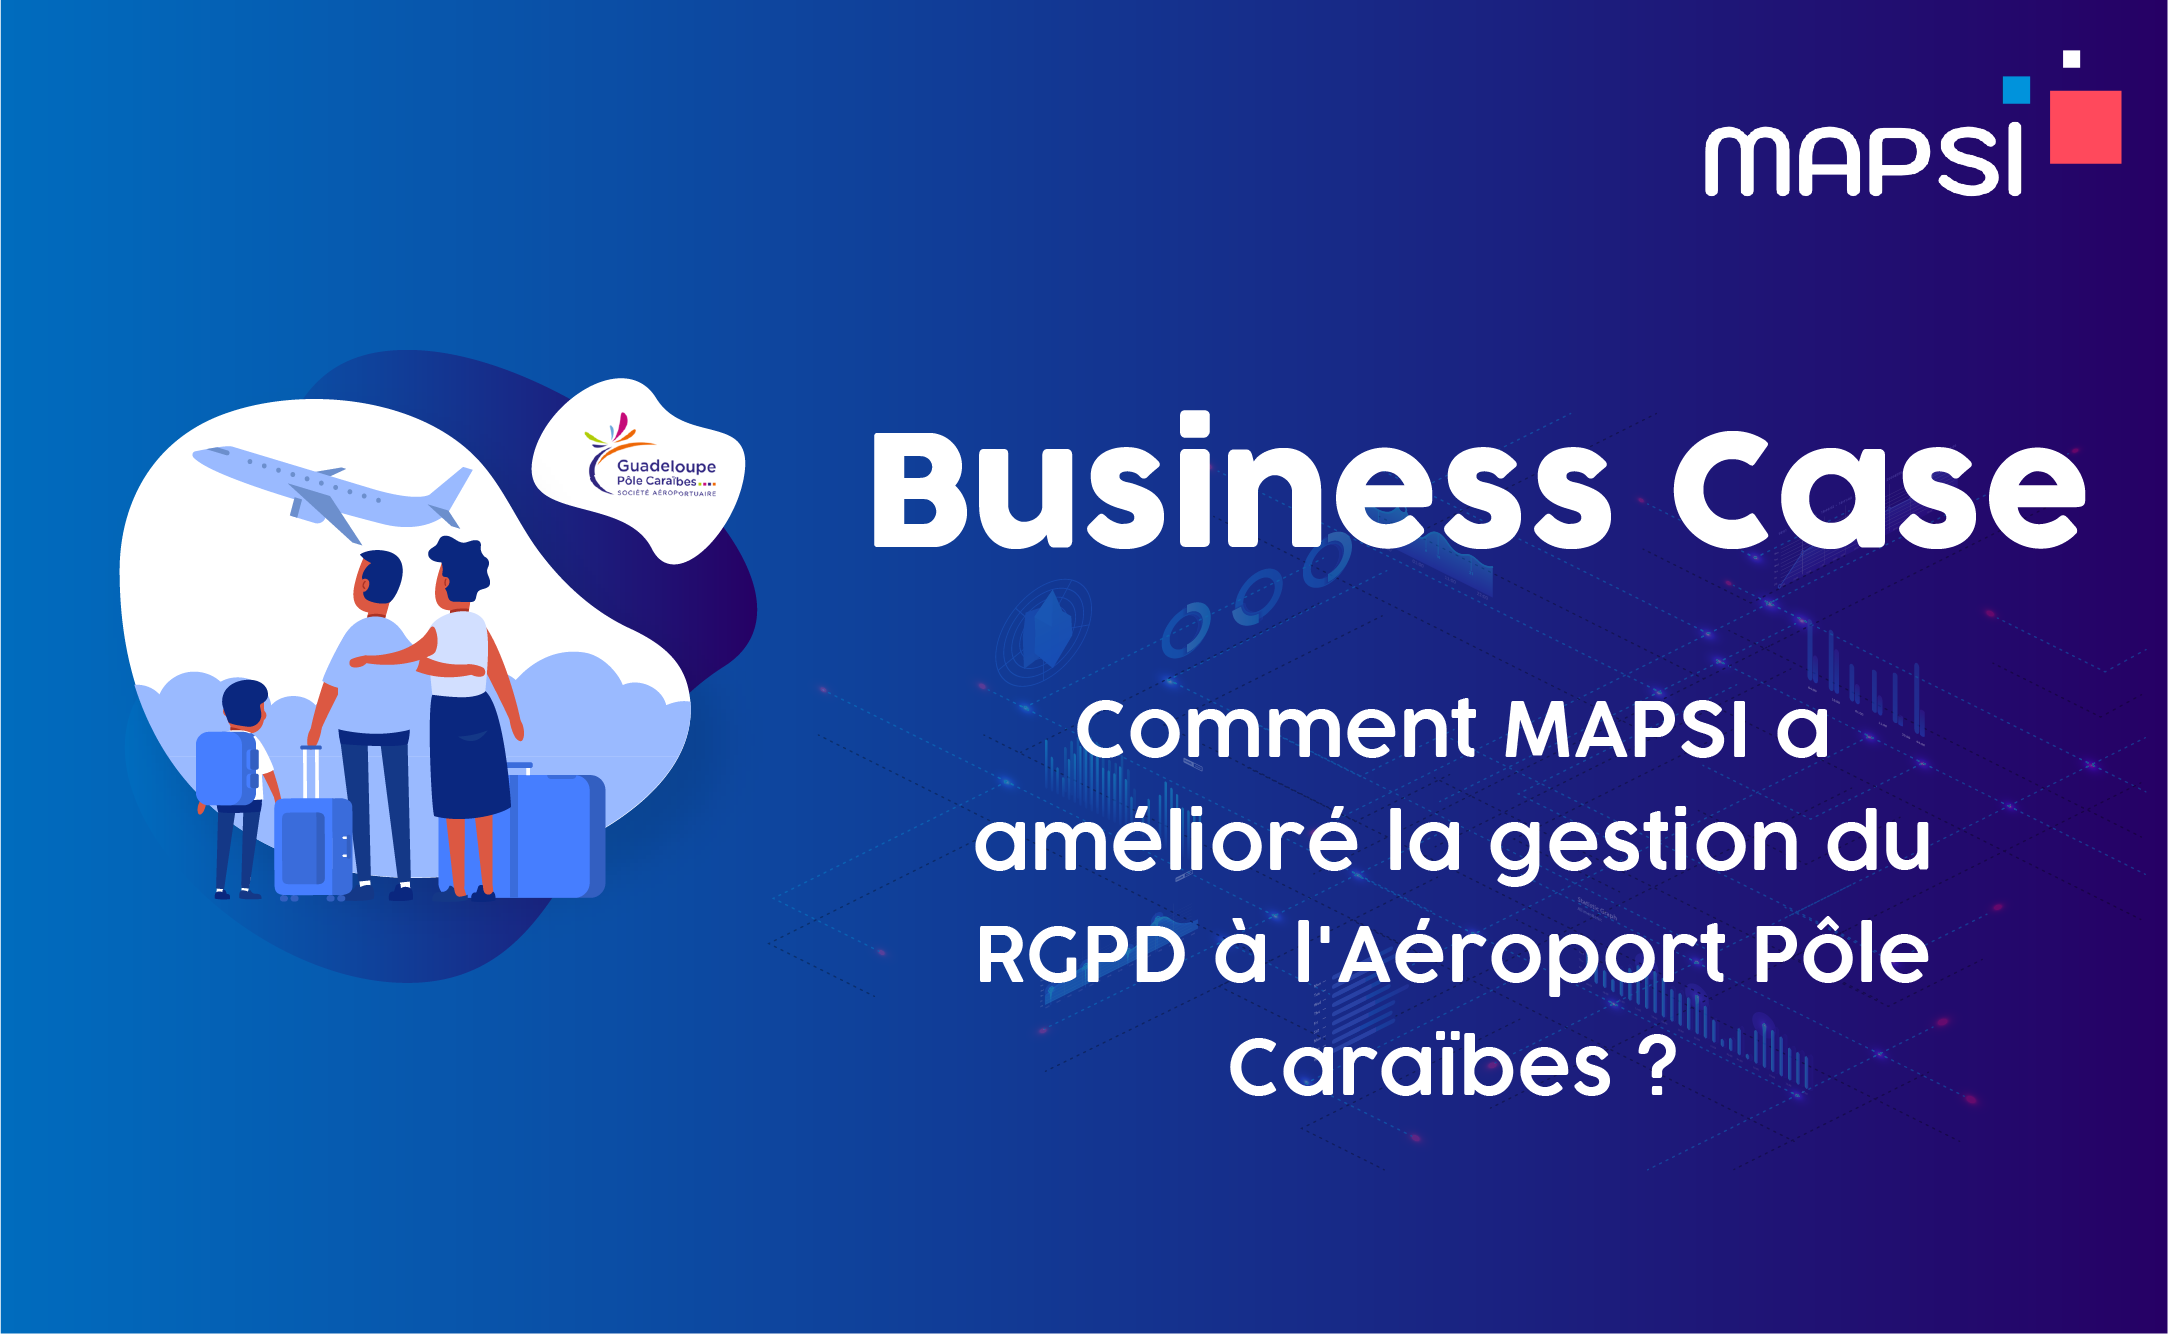 MAPSI
Guadeloupe
Pôle Caraïbes
SOCIÉTÉ AÉROPORTUAIRE
Business Case
Comment MAPSI a
amélioré la gestion du
RGPD à l'Aéroport Pôle
Caraïbes ?